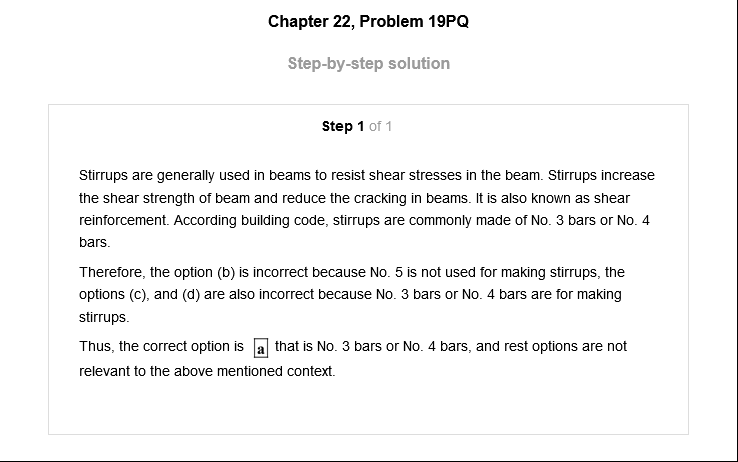 Chapter 22, Problem 19PQ
Step-by-step solution
Step 1 of 1
Stirrups are generally used in beams to resist shear stresses in the beam. Stirrups increase
the shear strength of beam and reduce the cracking in beams. It is also known as shear
reinforcement. According building code, stirrups are commonly made of No. 3 bars or No. 4
bars.
Therefore, the option (b) is incorrect because No. 5 is not used for making stirrups, the
options (c), and (d) are also incorrect because No. 3 bars or No. 4 bars are for making
stirrups.
Thus, the correct option is a that is No. 3 bars or No. 4 bars, and rest options are not
relevant to the above mentioned context.